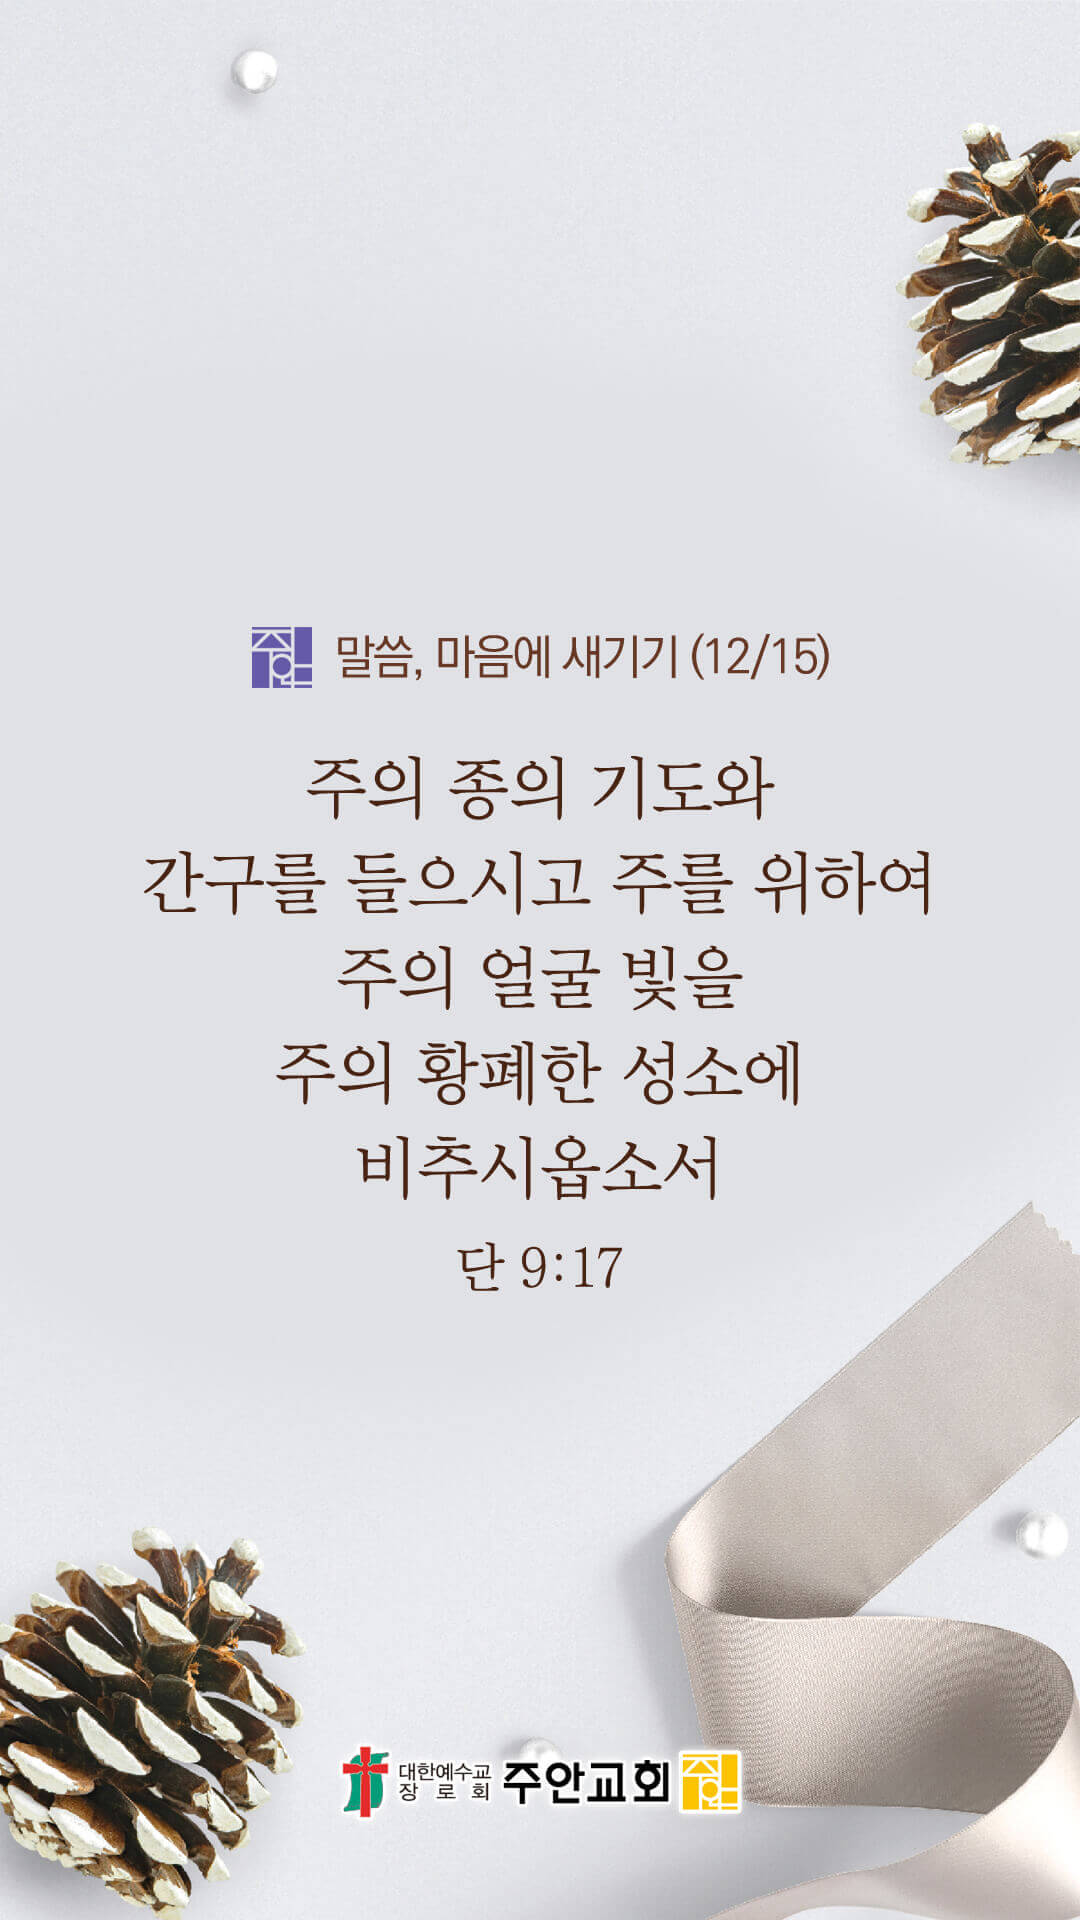 말씀, 마음에 새기기 (12/15)
주의 종의 기도와
간구를 들으시고 주를 위하여
주의 얼굴 빛을
주의 황폐한 성소에
비추시옵소서
단 9:17
대한예수교
장로회
주안교회
주안